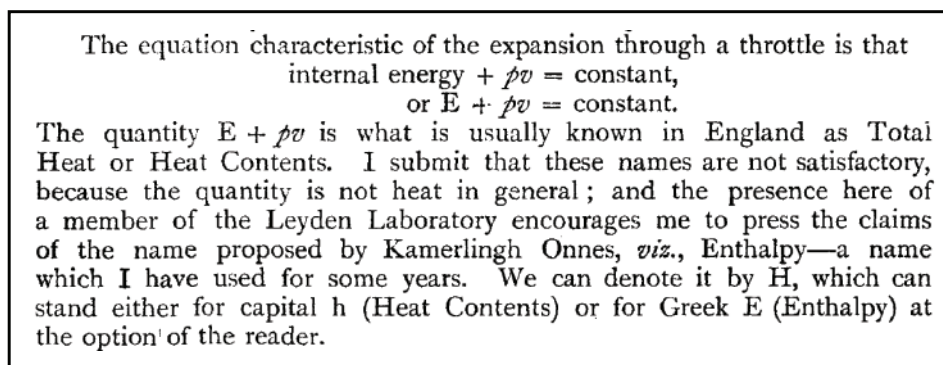 The equation characteristic of the expansion through a throttle is that
internal energy + pv = constant,
or E + pv = constant.
The quantity E + pv is what is usually known in England as Total
Heat or Heat Contents. I submit that these names are not satisfactory,
because the quantity is not heat in general; and the presence here of
a member of the Leyden Laboratory encourages me to press the claims
of the name proposed by Kamerlingh Onnes, viz., Enthalpy—a name
which I have used for some years. We can denote it by H, which can
stand either for capital h (Heat Contents) or for Greek E (Enthalpy) at
the option of the reader.